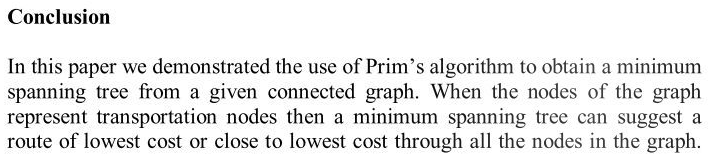 Conclusion
In this paper we demonstrated the use of Prim’s algorithm to obtain a minimum
spanning tree from a given connected graph. When the nodes of the graph
represent transportation nodes then a minimum spanning tree can suggest a
route of lowest cost or close to lowest cost through all the nodes in the graph.